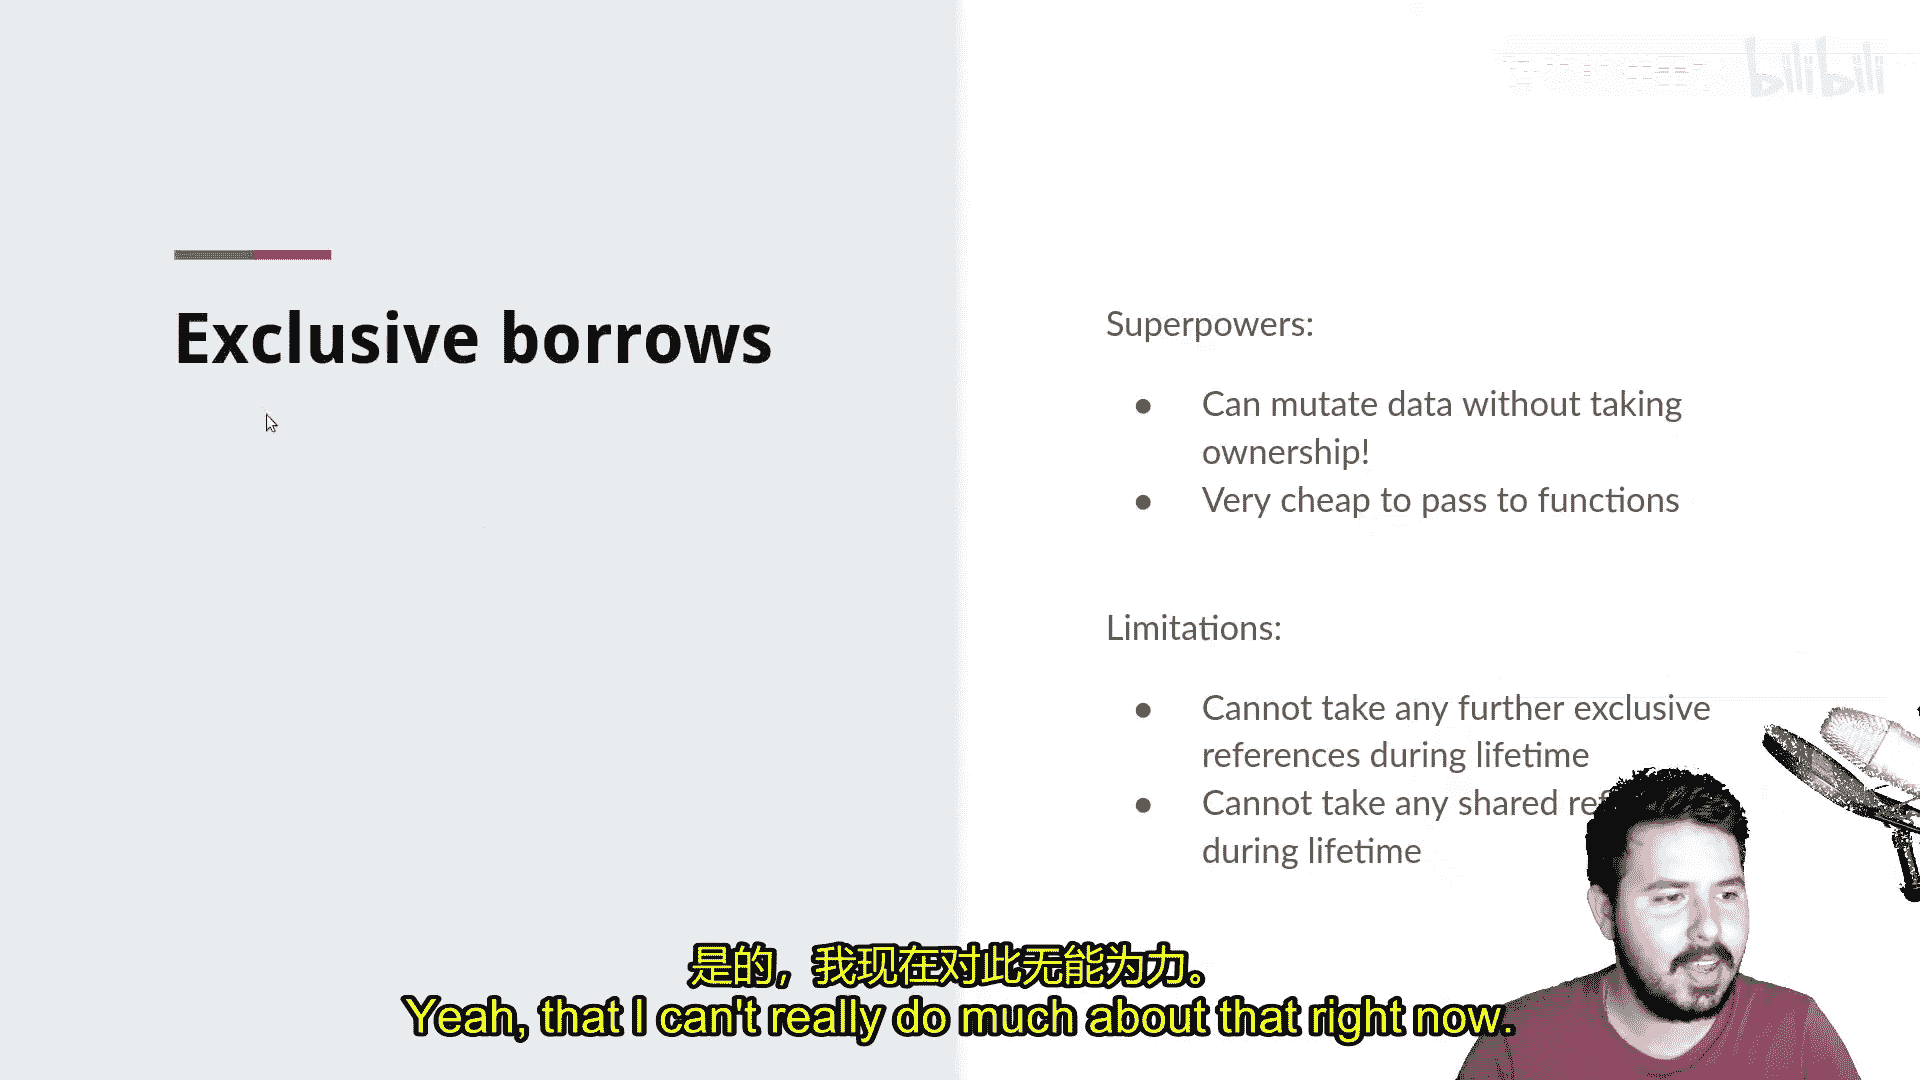 bilibili
Exclusive borrows
Superpowers:
● Can mutate data without taking
ownership!
● Very cheap to pass to functions
Limitations:
● Cannot take any further exclusive
references during lifetime
● Cannot take any shared
during lifetime
是的，我现在对此无能为力。
Yeah, that I can't really do much about that right now.